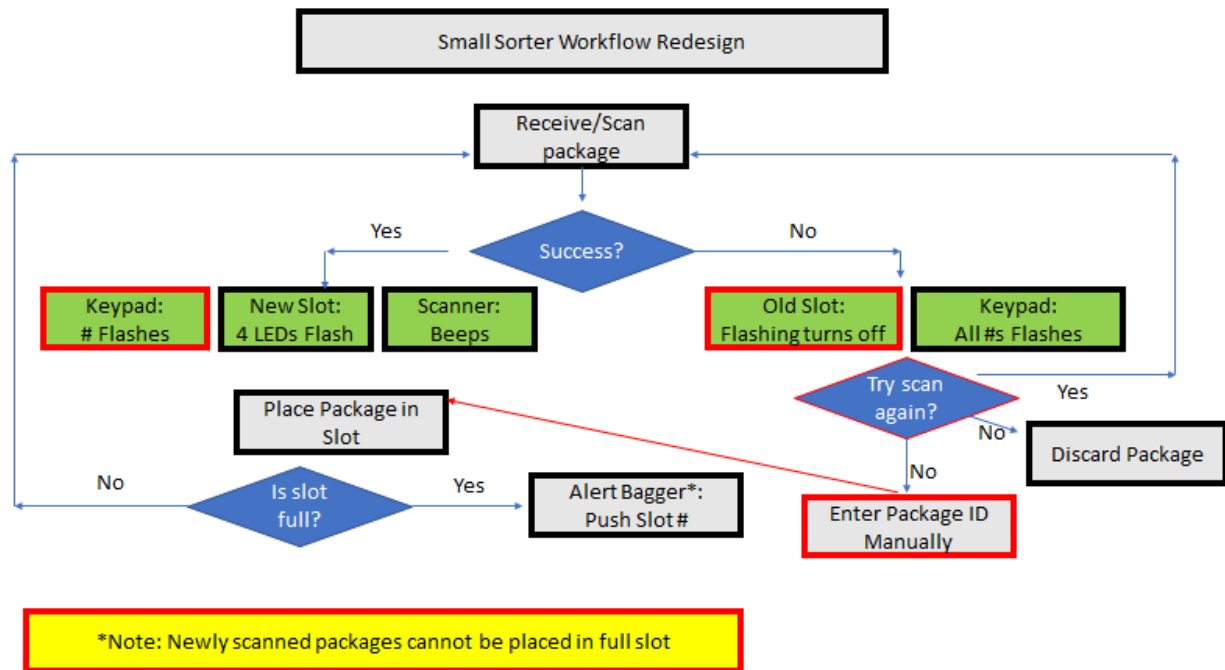 Small Sorter Workflow Redesign
Receive/Scan
package
Yes
Success?
No
Keypad:
# Flashes
New Slot:
4 LEDs Flash
Scanner:
Beeps
Old Slot:
Flashing turns off
Keypad:
All #s Flashes
Try scan
again?
Yes
No
Discard Package
No
Enter Package ID
Manually
Place Package in
Slot
No
Is slot
full?
Yes
Alert Bagger*:
Push Slot #
*Note: Newly scanned packages cannot be placed in full slot